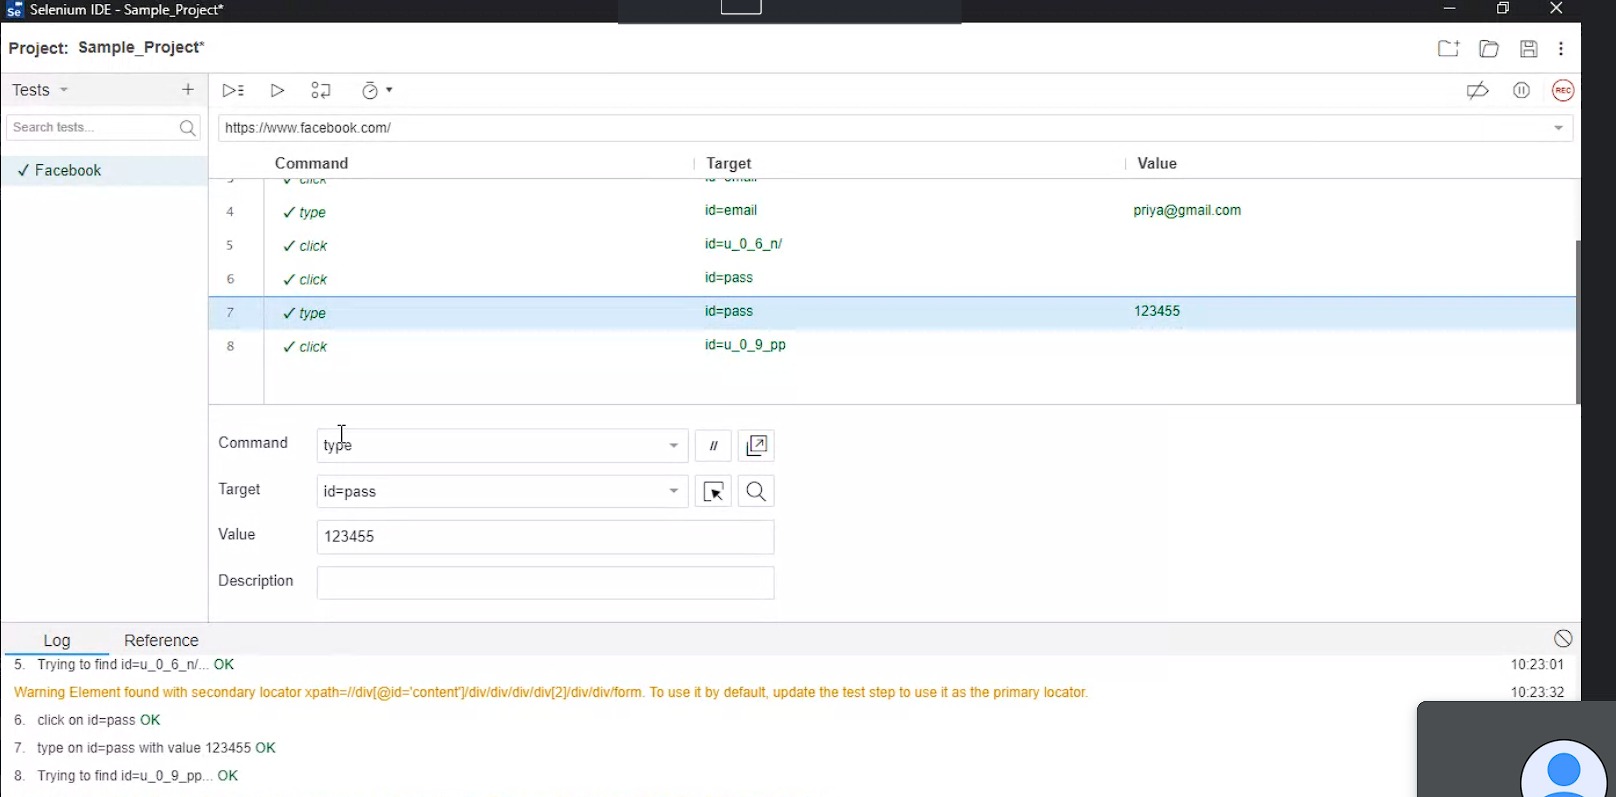 Se Selenium IDE - Sample_Project*
Project: Sample_Project*
Tests
REC
Search tests...
https://www.facebook.com/
Command Target Value
✓ Facebook
3 ✓ click id=email
4 ✓ type id=email priya@gmail.com
5 ✓ click id=u_0_6_n/
6 ✓ click id=pass
7 ✓ type id=pass 123455
8 ✓ click id=u_0_9_pp
Command type //
Target id=pass
Value 123455
Description
Log Reference
5. Trying to find id=u_0_6_n/... OK 10:23:01
Warning Element found with secondary locator xpath=//div[@id='content']/div/div/div/div[2]/div/div/form. To use it by default, update the test step to use it as the primary locator. 10:23:32
6. click on id=pass OK
7. type on id=pass with value 123455 OK
8. Trying to find id=u_0_9_pp... OK